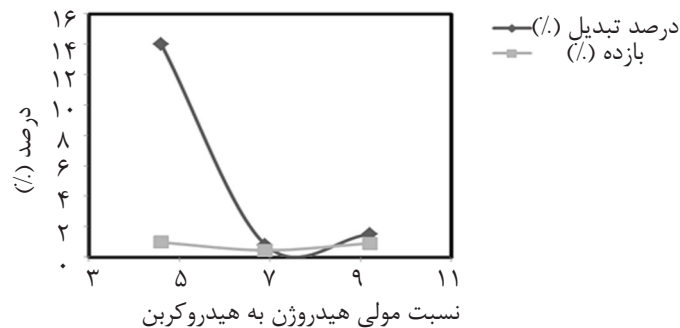 درصد تبدیل (٪)
بازده (٪)
درصد (٪)
۱۶
۱۴
۱۲
۱۰
۸
۶
۴
۲
۰
۳ ۵ ۷ ۹ ۱۱
نسبت مولی هیدروژن به هیدروکربن